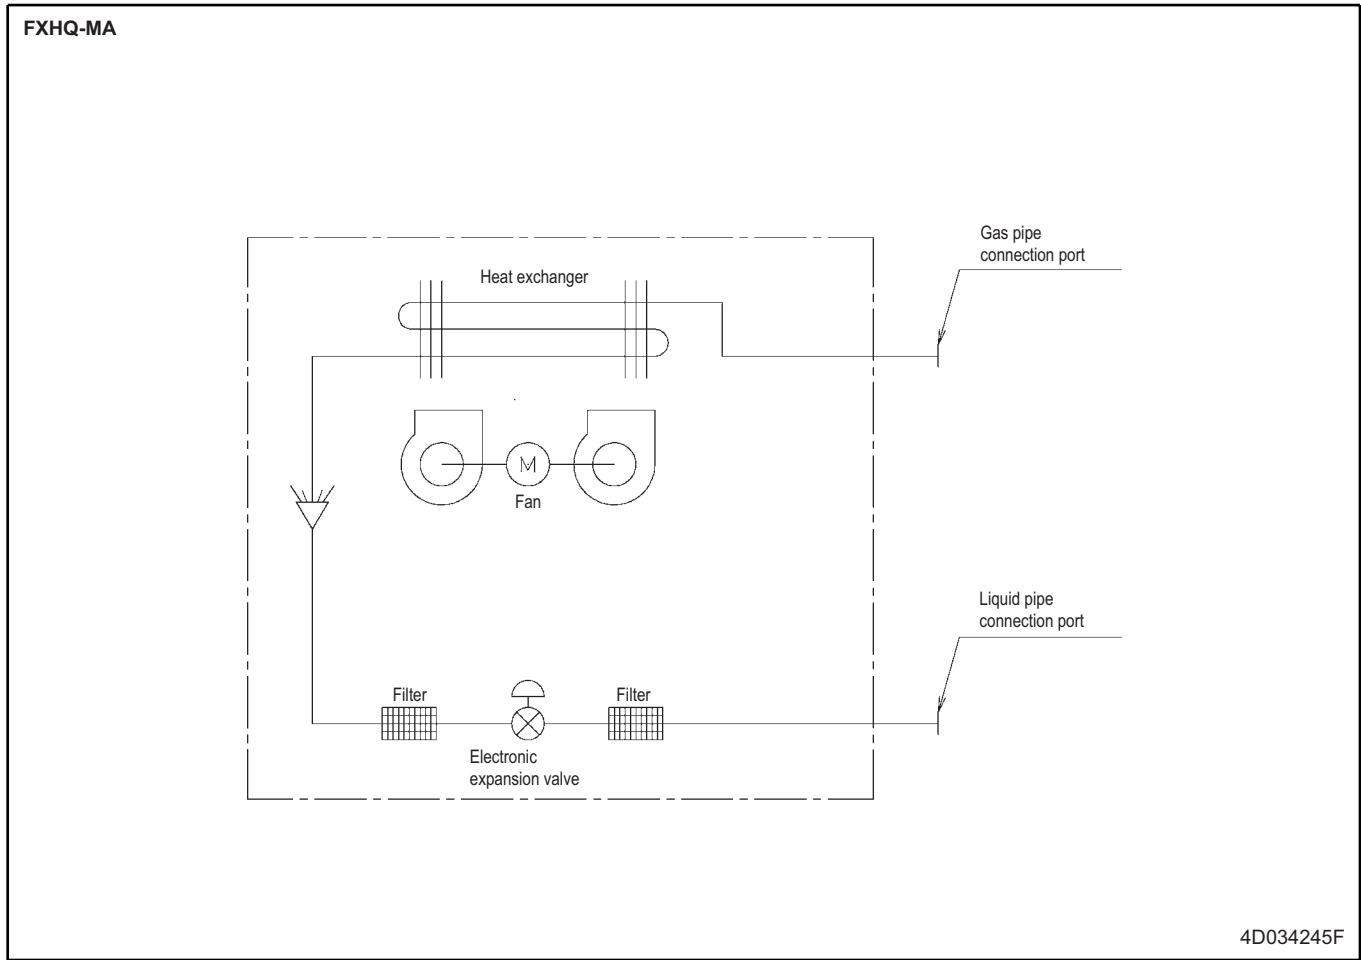 FXHQ-MA
Gas pipe
connection port
Heat exchanger
M
Fan
Liquid pipe
connection port
Filter
Filter
Electronic
expansion valve
4D034245F